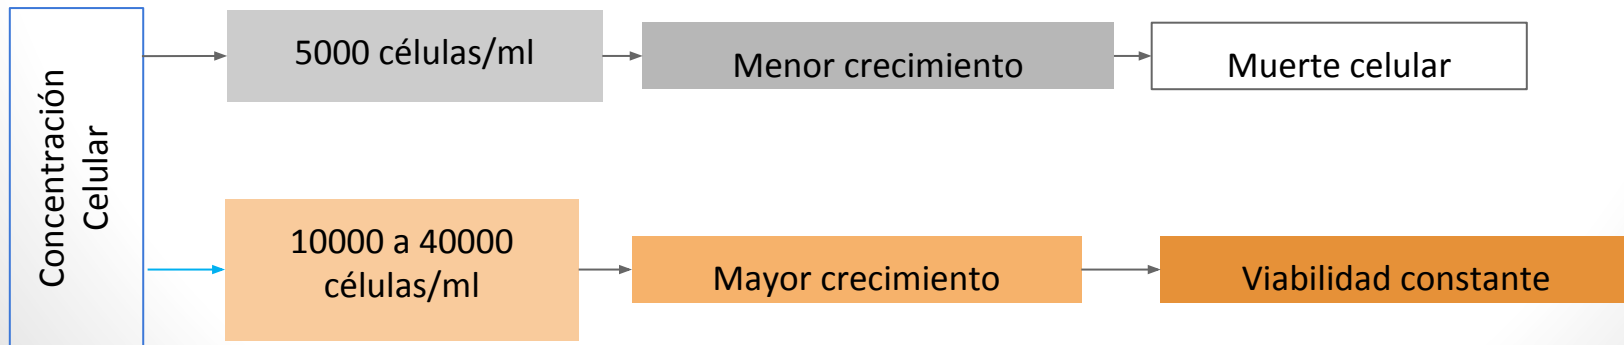 Concentración
Celular
5000 células/ml
Menor crecimiento
Muerte celular
10000 a 40000
células/ml
Mayor crecimiento
Viabilidad constante